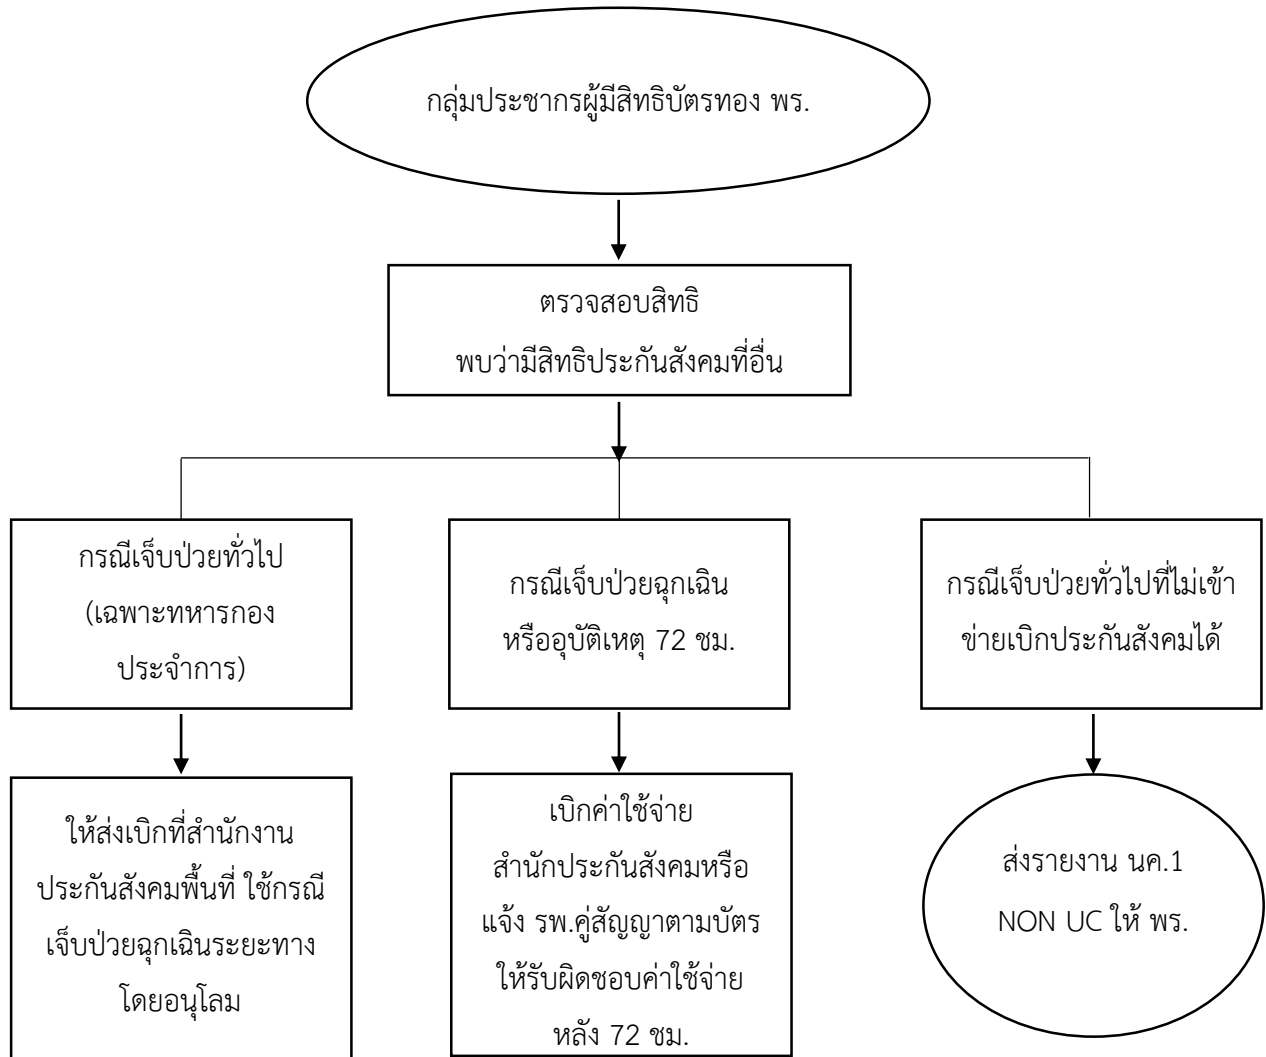 กลุ่มประชากรผู้มีสิทธิบัตรทอง พร.
ตรวจสอบสิทธิ
พบว่ามีสิทธิประกันสังคมที่อื่น
กรณีเจ็บป่วยทั่วไป
(เฉพาะทหารกอง
ประจำการ)
กรณีเจ็บป่วยฉุกเฉิน
หรืออุบัติเหตุ 72 ชม.
กรณีเจ็บป่วยทั่วไปที่ไม่เข้า
ข่ายเบิกประกันสังคมได้
ให้ส่งเบิกที่สำนักงาน
ประกันสังคมพื้นที่ ใช้กรณี
เจ็บป่วยฉุกเฉินระยะทาง
โดยอนุโลม
เบิกค่าใช้จ่าย
สำนักประกันสังคมหรือ
แจ้ง รพ.คู่สัญญาตามบัตร
ให้รับผิดชอบค่าใช้จ่าย
หลัง 72 ชม.
ส่งรายงาน นค.1
NON UC ให้ พร.